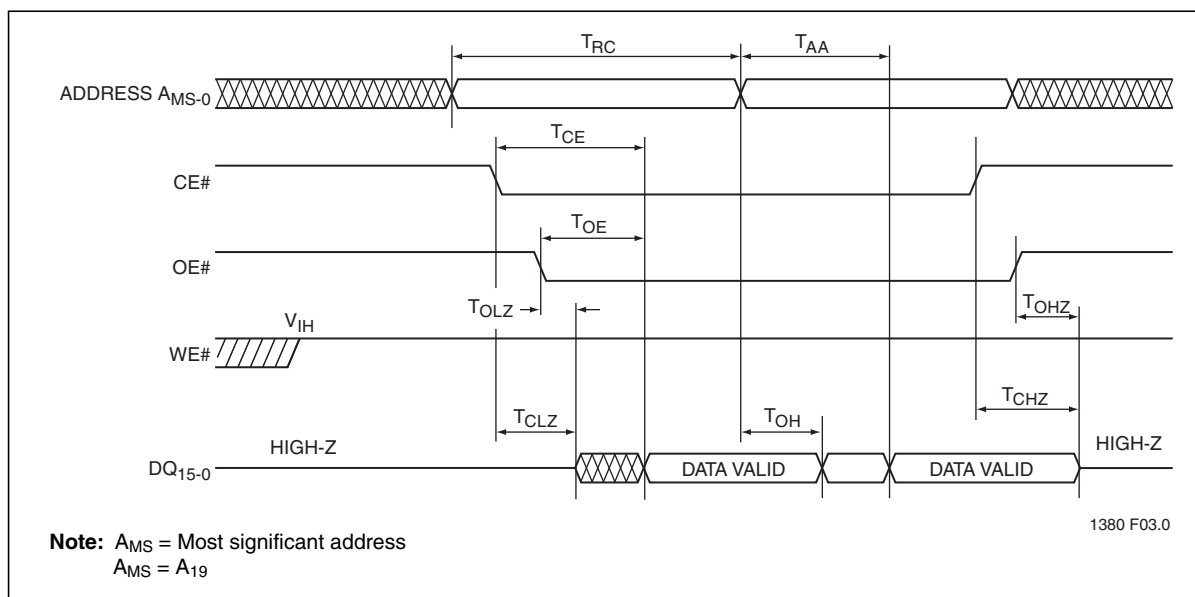 T_RC T_AA
ADDRESS A_MS-0
T_CE
CE#
T_OE
OE#
T_OLZ T_OHZ
V_IH
WE#
T_CLZ T_OH T_CHZ
HIGH-Z HIGH-Z
DQ_15-0 DATA VALID DATA VALID
1380 F03.0
Note: A_MS = Most significant address
A_MS = A_19